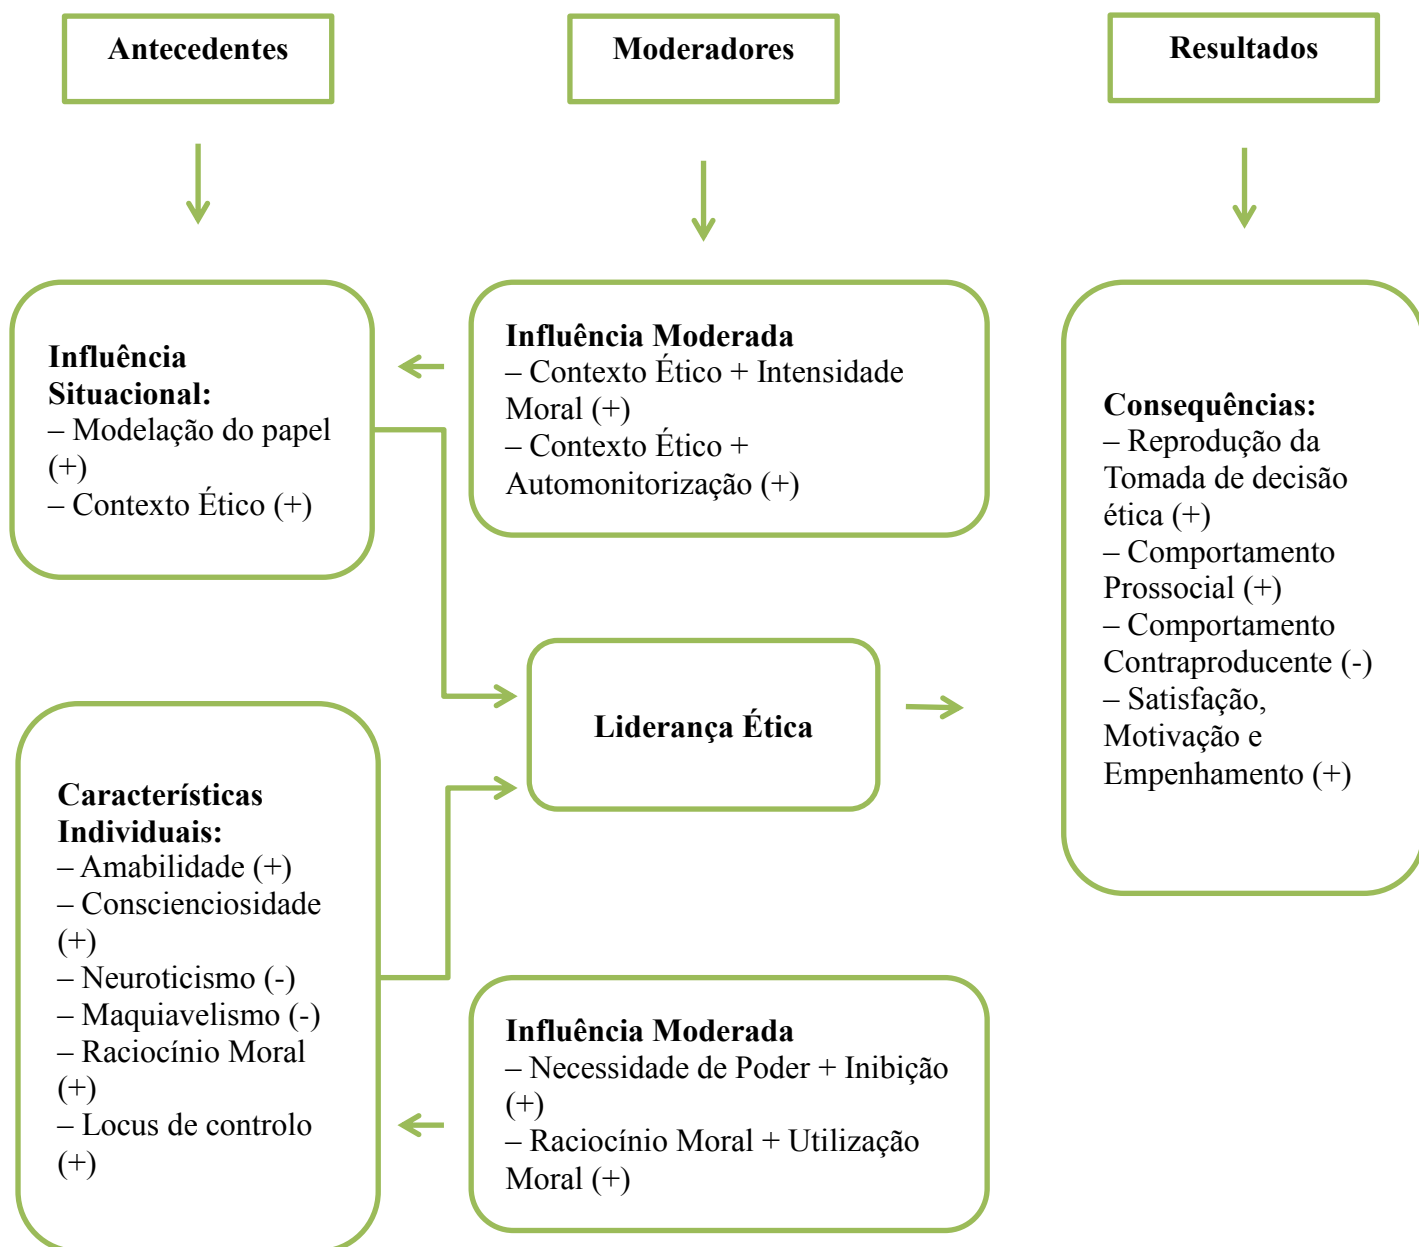 Antecedentes
Moderadores
Resultados
Influência
Situacional:
– Modelação do papel
(+)
– Contexto Ético (+)
Influência Moderada
– Contexto Ético + Intensidade
Moral (+)
– Contexto Ético +
Automonitorização (+)
Consequências:
– Reprodução da
Tomada de decisão
ética (+)
– Comportamento
Prossocial (+)
– Comportamento
Contraproducente (-)
– Satisfação,
Motivação e
Empenhamento (+)
Liderança Ética
Características
Individuais:
– Amabilidade (+)
– Conscienciosidade
(+)
– Neuroticismo (-)
– Maquiavelismo (-)
– Raciocínio Moral
(+)
– Locus de controlo
(+)
Influência Moderada
– Necessidade de Poder + Inibição
(+)
– Raciocínio Moral + Utilização
Moral (+)